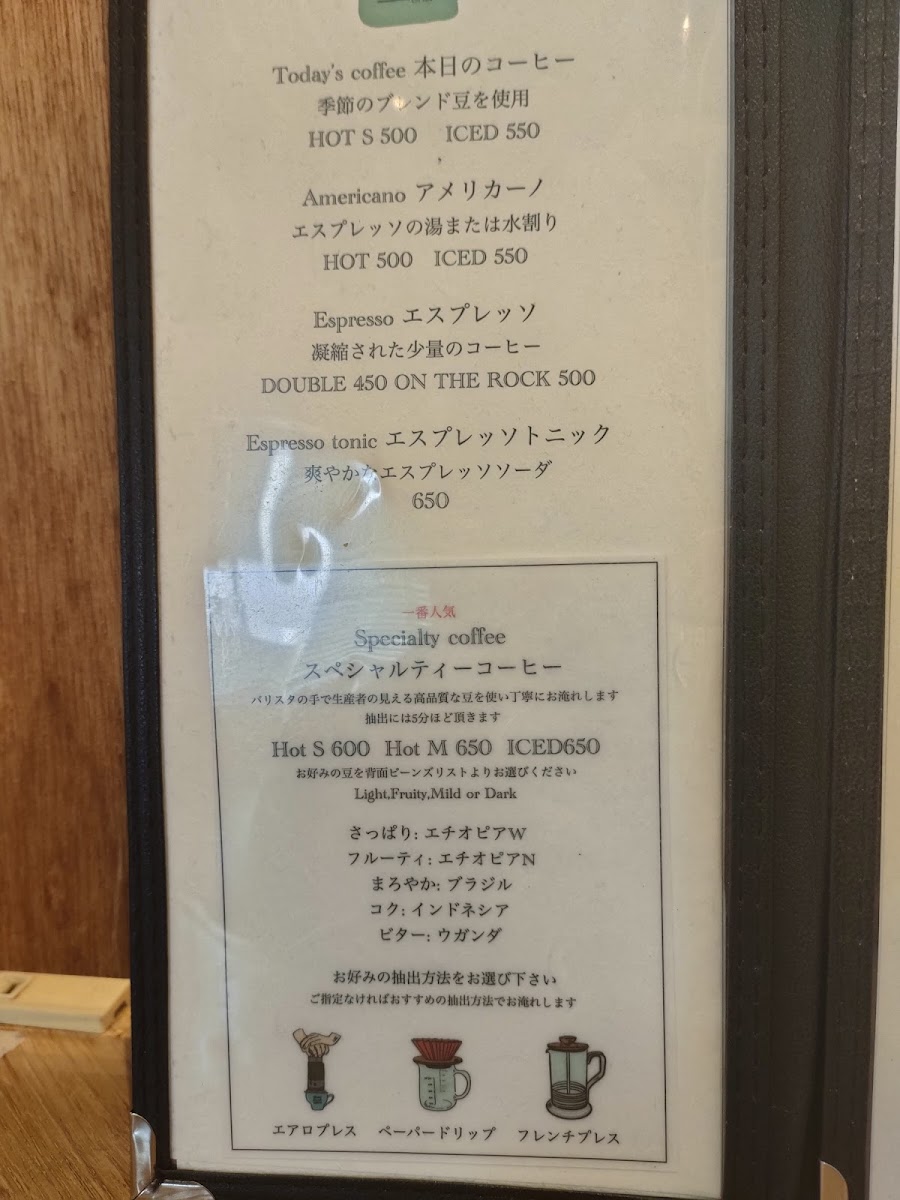 Today's coffee 本日のコーヒー
季節のブレンド豆を使用
HOT S 500 ICED 550
Americano アメリカーノ
エスプレッソの湯または水割り
HOT 500 ICED 550
Espresso エスプレッソ
凝縮された少量のコーヒー
DOUBLE 450 ON THE ROCK 500
Espresso tonic エスプレッソトニック
爽やかなエスプレッソソーダ
650
一番人気
Specialty coffee
スペシャルティーコーヒー
バリスタの手で生産者の見える高品質な豆を使い丁寧にお淹れします
抽出には5分ほど頂きます
Hot S 600 Hot M 650 ICED650
お好みの豆を背面ビーンズリストよりお選びください
Light,Fruity,Mild or Dark
さっぱり: エチオピアW
フルーティ: エチオピアN
まろやか: ブラジル
コク: インドネシア
ビター: ウガンダ
お好みの抽出方法をお選び下さい
ご指定なければおすすめの抽出方法でお淹れします
エアロプレス ペーパードリップ フレンチプレス